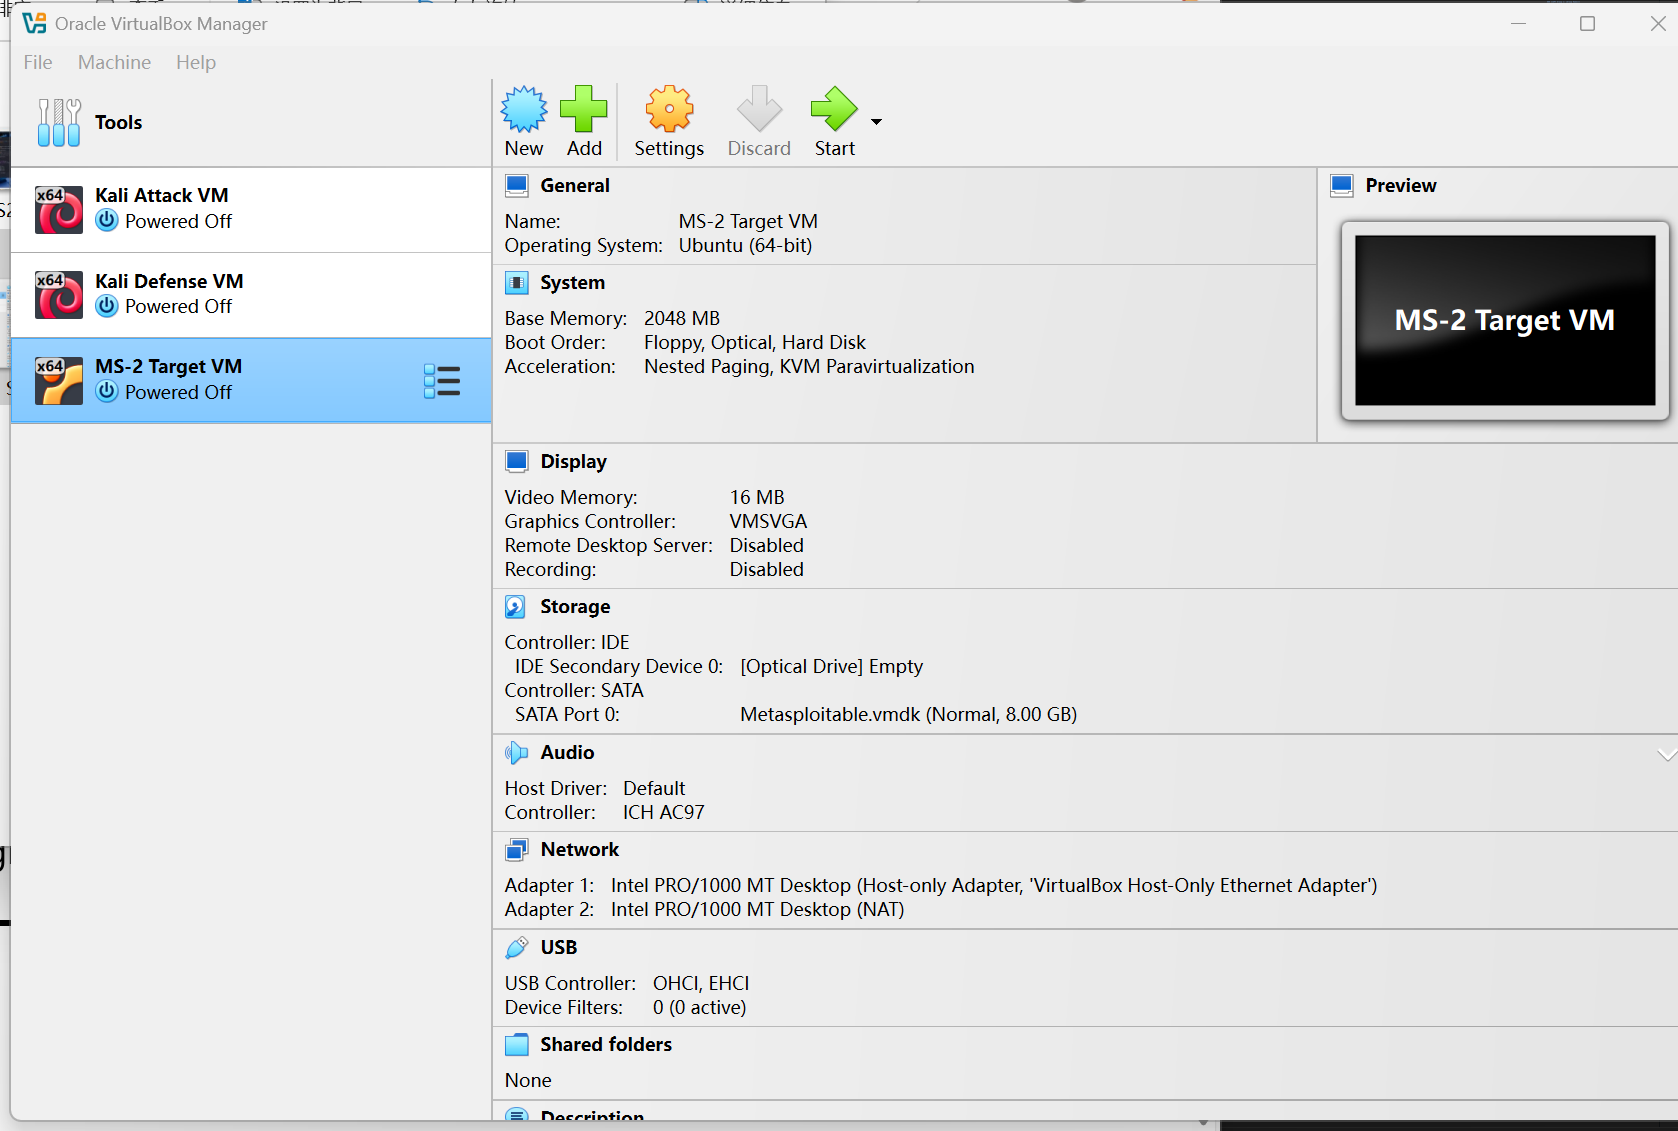 Oracle VirtualBox Manager
File Machine Help
Tools
New Add Settings Discard Start
x64 Kali Attack VM
Powered Off
x64 Kali Defense VM
Powered Off
x64 MS-2 Target VM
Powered Off
General
Name: MS-2 Target VM
Operating System: Ubuntu (64-bit)
System
Base Memory: 2048 MB
Boot Order: Floppy, Optical, Hard Disk
Acceleration: Nested Paging, KVM Paravirtualization
Preview
MS-2 Target VM
Display
Video Memory: 16 MB
Graphics Controller: VMSVGA
Remote Desktop Server: Disabled
Recording: Disabled
Storage
Controller: IDE
IDE Secondary Device 0: [Optical Drive] Empty
Controller: SATA
SATA Port 0: Metasploitable.vmdk (Normal, 8.00 GB)
Audio
Host Driver: Default
Controller: ICH AC97
Network
Adapter 1: Intel PRO/1000 MT Desktop (Host-only Adapter, 'VirtualBox Host-Only Ethernet Adapter')
Adapter 2: Intel PRO/1000 MT Desktop (NAT)
USB
USB Controller: OHCI, EHCI
Device Filters: 0 (0 active)
Shared folders
None
Description